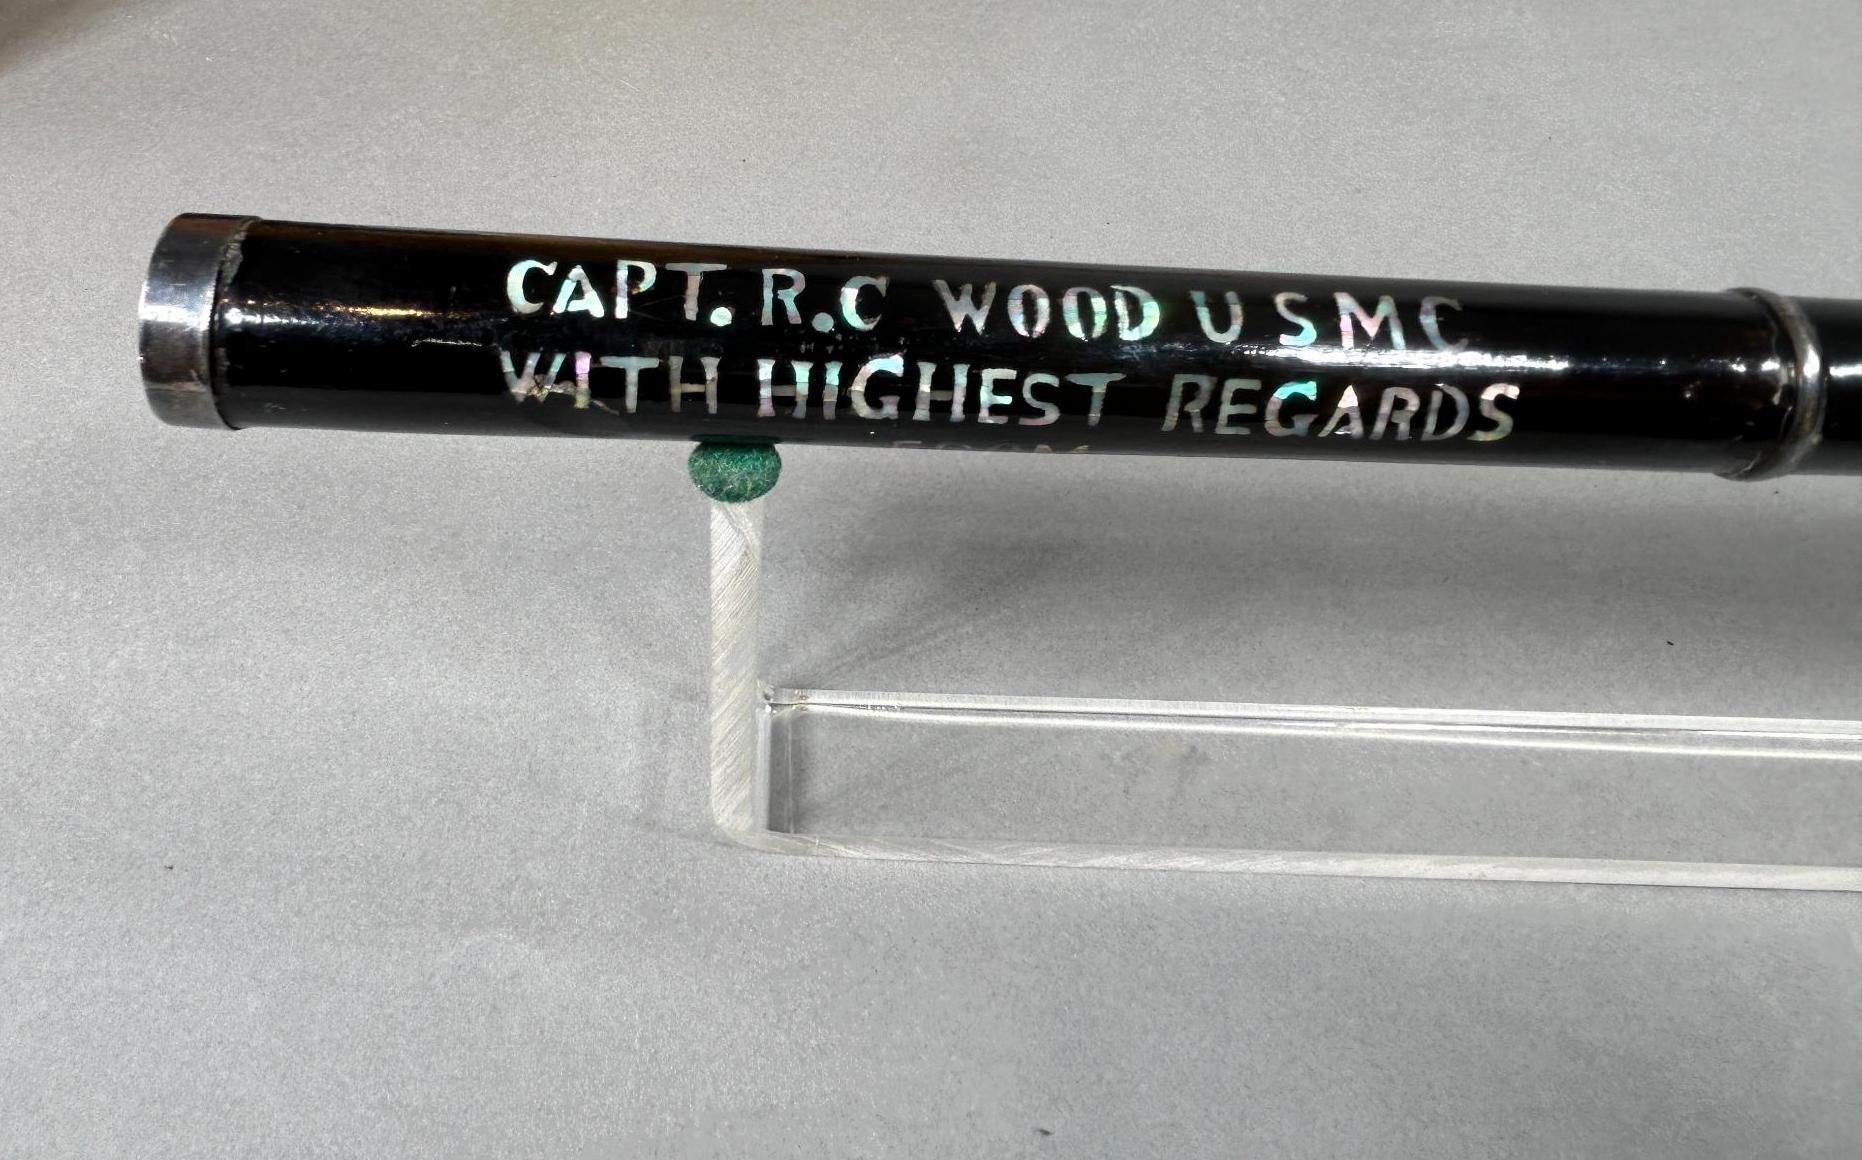 CAPT. R.C WOOD U S M C
WITH HIGHEST REGARDS